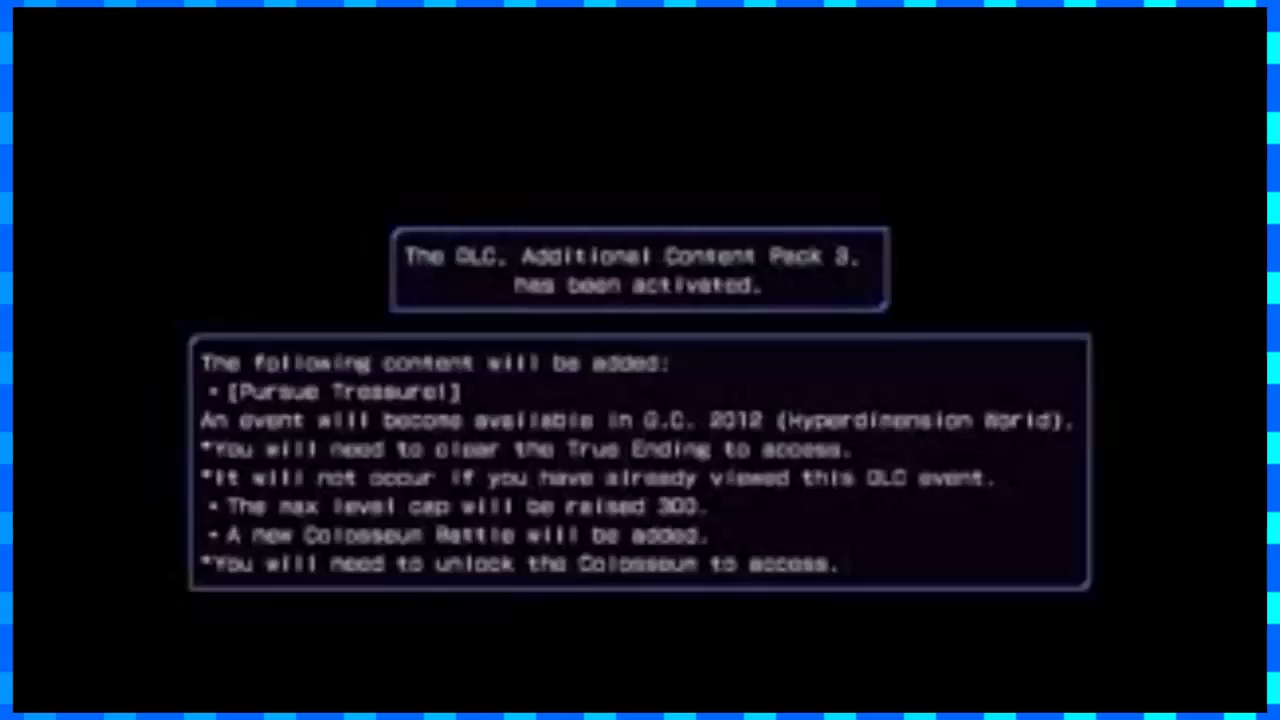 The DLC, Additional Content Pack 3,
has been activated.
The following content will be added:
・[Pursue Treasure!]
An event will become available in G.C. 2012 (Hyperdimension World).
*You will need to clear the True Ending to access.
*It will not occur if you have already viewed this DLC event.
・The max level cap will be raised 300.
・A new Colosseum Battle will be added.
*You will need to unlock the Colosseum to access.